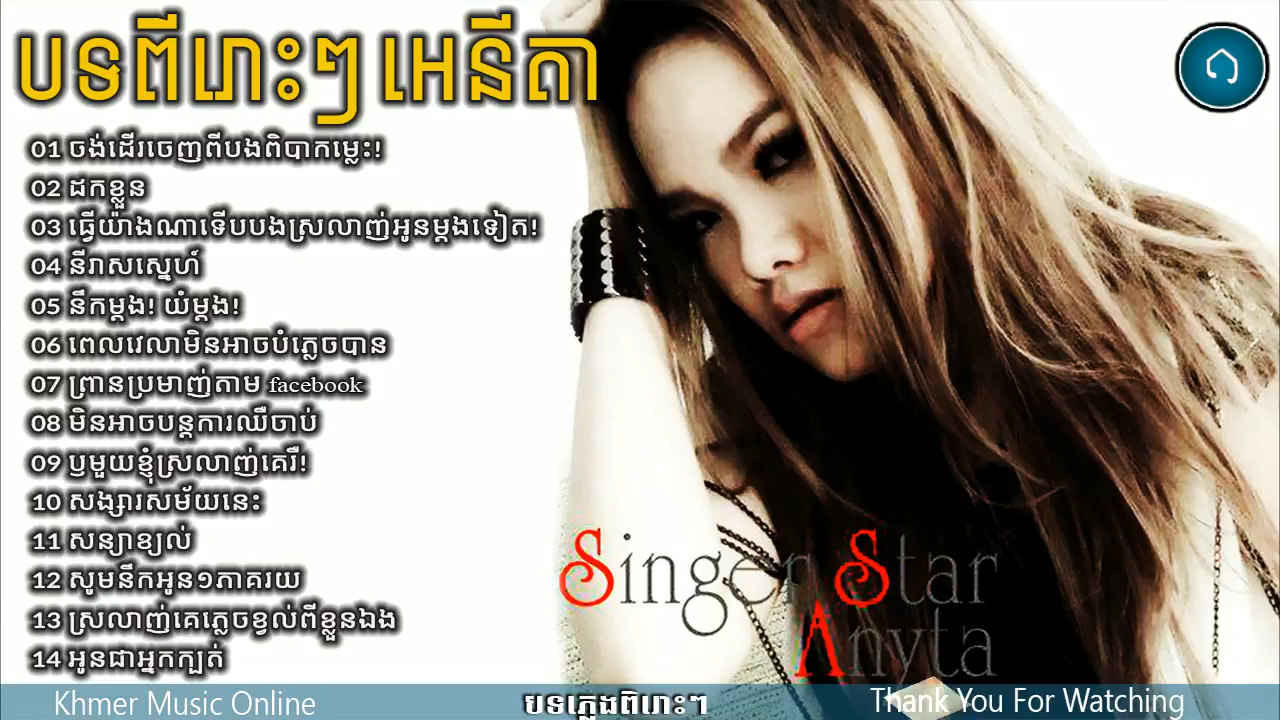 បទពីរោះៗ អេនីតា
01 ចង់ដើរចេញពីបងពិបាកម្លេះ!
02 ដកខ្លួន
03 ធ្វើយ៉ាងណាទើបបងស្រលាញ់អូនម្ដងទៀត!
04 នីរាសស្នេហ៍
05 នឹកម្ដង! យំម្ដង!
06 ពេលវេលាមិនអាចបំភ្លេចបាន
07 ព្រានប្រមាញ់តាម facebook
08 មិនអាចបន្តការឈឺចាប់
09 ឫមួយខ្ញុំស្រលាញ់គេរឺ!
10 សង្សារសម័យនេះ
11 សន្យាខ្យល់
12 សូមនឹកអូន១ភាគរយ
13 ស្រលាញ់គេភ្លេចខ្វល់ពីខ្លួនឯង
14 អូនជាអ្នកក្បត់
Singer Star
Anyta
Khmer Music Online
បទភ្លេងពិរោះៗ
Thank You For Watching